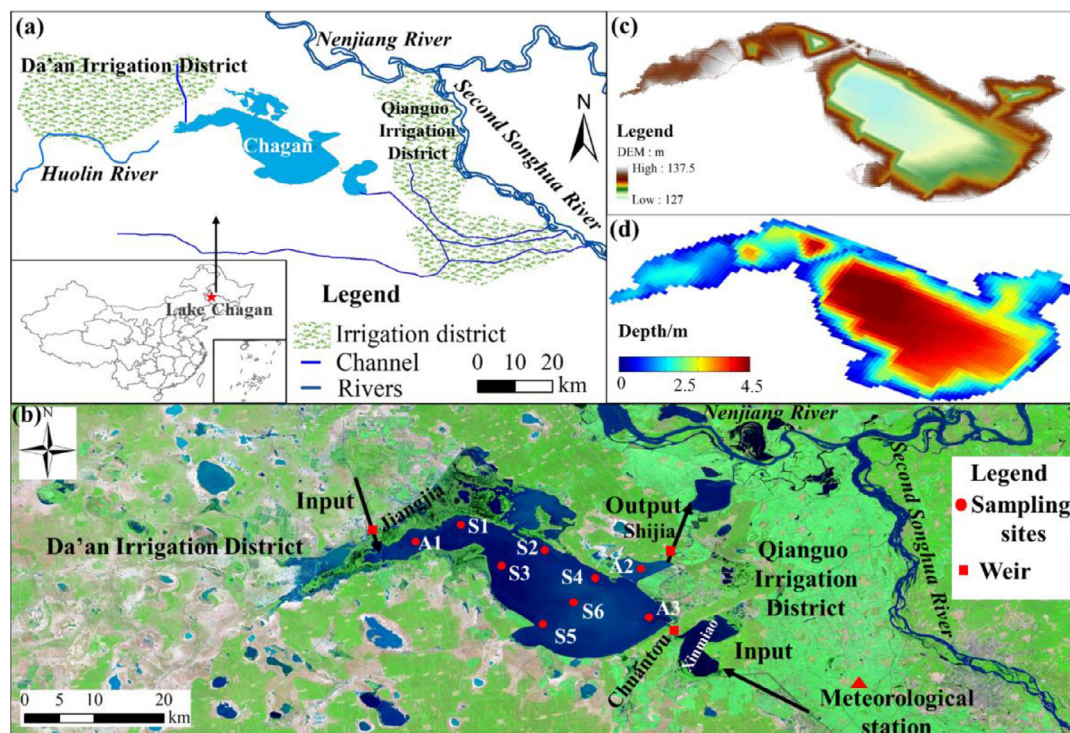 (a)
Nenjiang River
Da'an Irrigation District
Second Songhua River
Qianguo
Irrigation
District
N
Chagan
Huolin River
Lake Chagan
Legend
Irrigation district
Channel
Rivers
0 10 20
km
(c)
Legend
DEM : m
High : 137.5
Low : 127
(d)
Depth/m
0 2.5 4.5
(b)
N
Nenjiang River
Second Songhua River
Legend
Sampling
sites
Weir
Input
Jiangjia
Output
Shijia
Da'an Irrigation District
A1
S1
S2
S3
S4
A2
S6
A3
S5
Qianguo
Irrigation
District
Chuantou
Xinmiao
Input
Meteorological
station
0 5 10 20
km